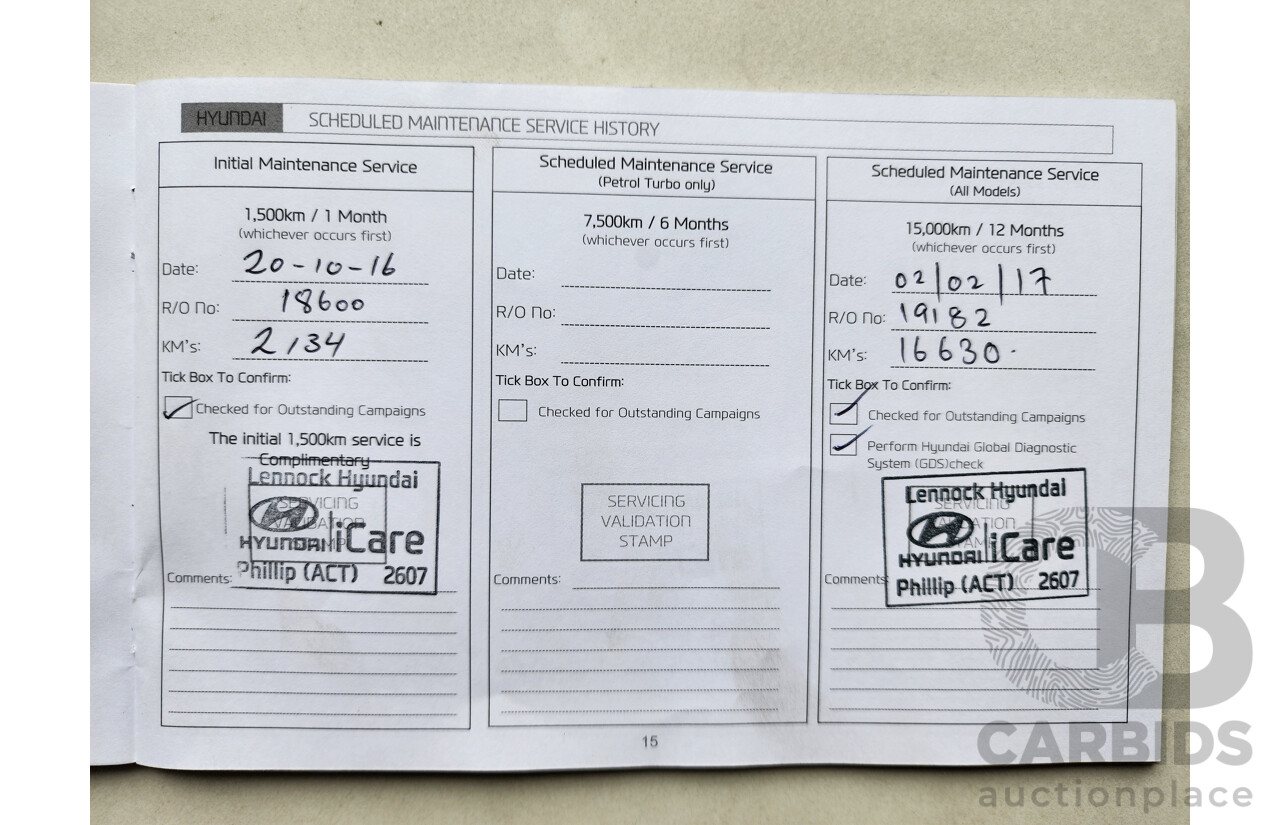 HYUNDAI SCHEDULED MAINTENANCE SERVICE HISTORY
Initial Maintenance Service
1,500km / 1 Month
(whichever occurs first)
Date: 20-10-16
R/O No: 18600
KM's: 2134
Tick Box To Confirm:
Checked for Outstanding Campaigns
The initial 1,500km service is
Complimentary
Lennock Hyundai
SERVICING
VALIDATION
STAMP
HYUNDAI iCare
Phillip (ACT) 2607
Comments:
Scheduled Maintenance Service
(Petrol Turbo only)
7,500km / 6 Months
(whichever occurs first)
Date:
R/O No:
KM's:
Tick Box To Confirm:
Checked for Outstanding Campaigns
SERVICING
VALIDATION
STAMP
Comments:
Scheduled Maintenance Service
(All Models)
15,000km / 12 Months
(whichever occurs first)
Date: 02/02/17
R/O No: 19182
KM's: 16630.
Tick Box To Confirm:
Checked for Outstanding Campaigns
Perform Hyundai Global Diagnostic
System (GDS)check
Lennock Hyundai
SERVICING
VALIDATION
STAMP
HYUNDAI iCare
Phillip (ACT) 2607
Comments
15
CARBIDS
auctionplace